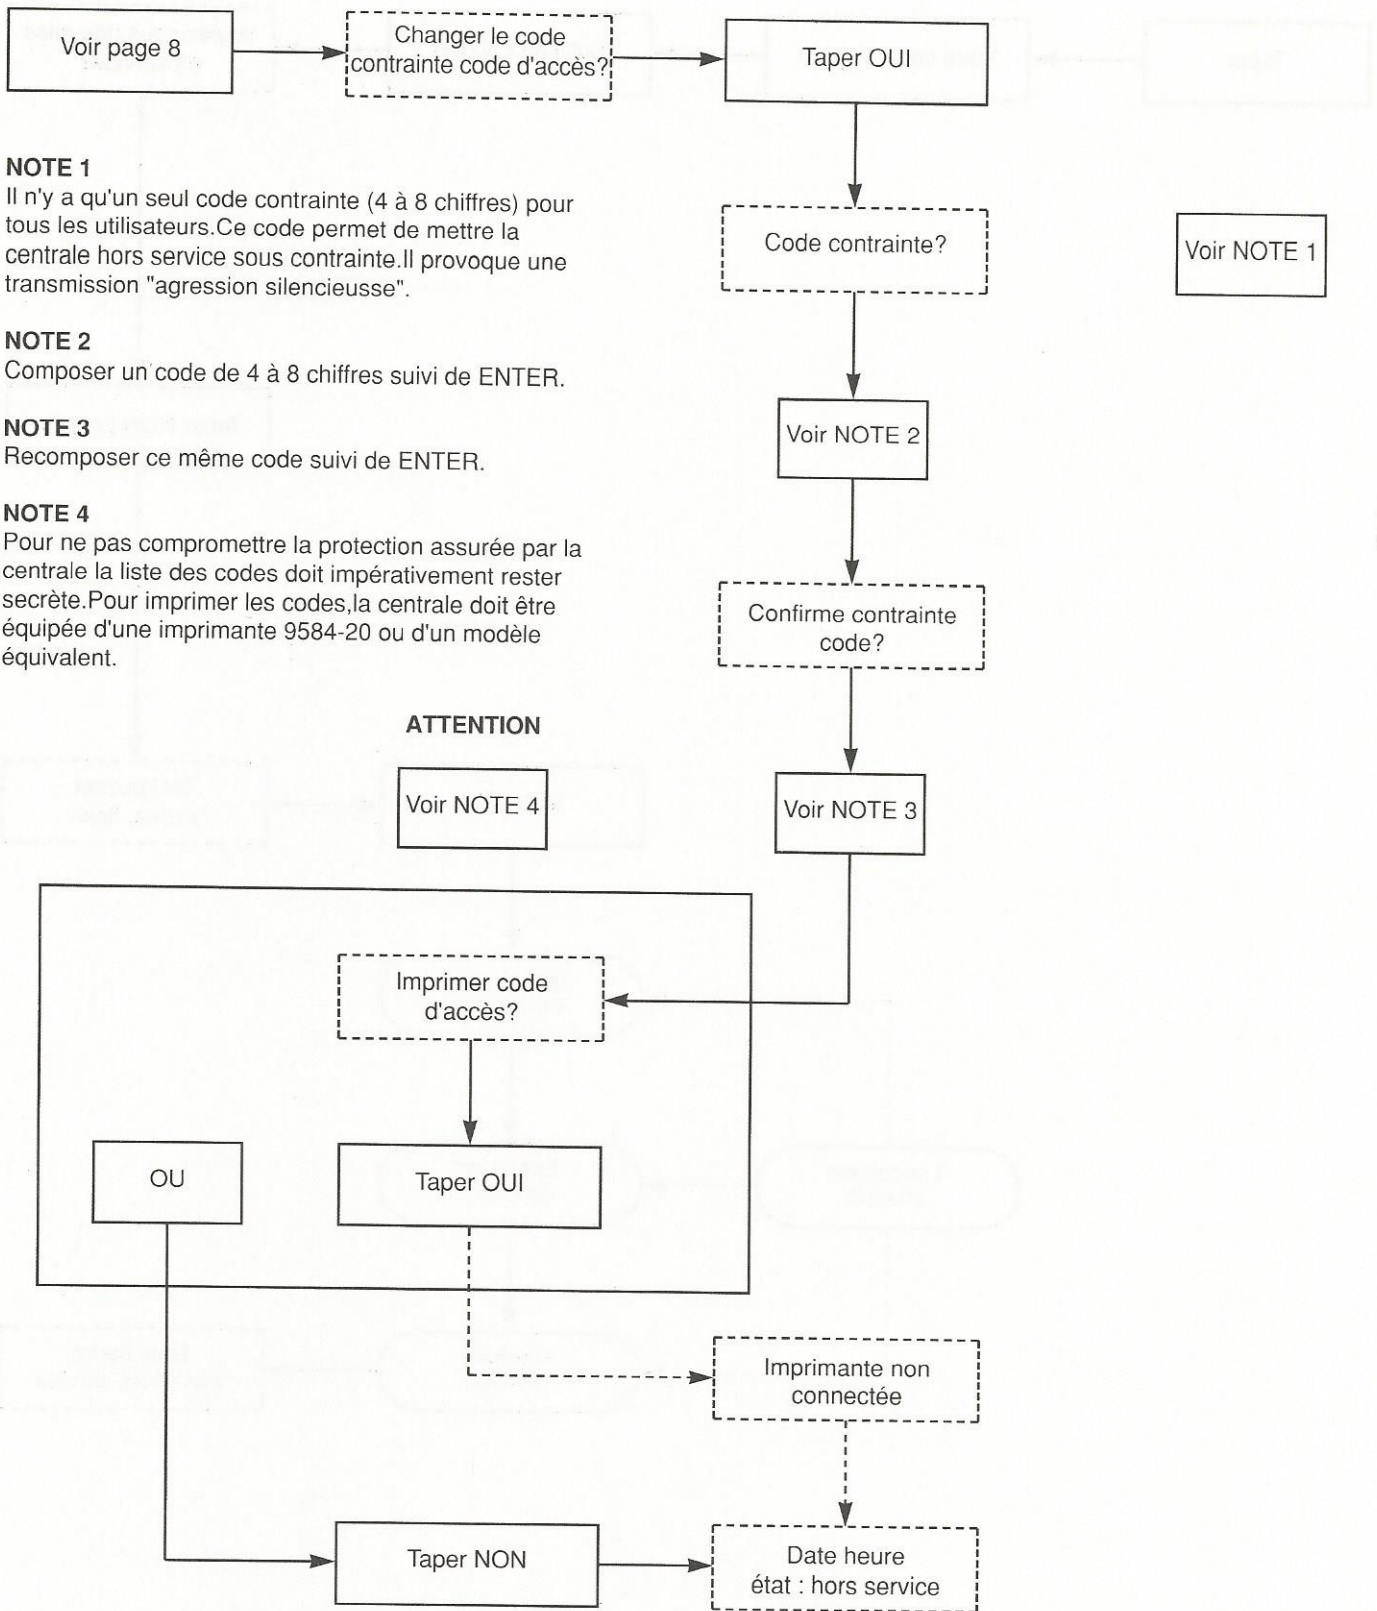 Voir page 8
Changer le code
contrainte code d'accès?
Taper OUI
NOTE 1
Il n'y a qu'un seul code contrainte (4 à 8 chiffres) pour
tous les utilisateurs.Ce code permet de mettre la
centrale hors service sous contrainte.Il provoque une
transmission "agression silencieusse".
Code contrainte?
Voir NOTE 1
NOTE 2
Composer un code de 4 à 8 chiffres suivi de ENTER.
Voir NOTE 2
NOTE 3
Recomposer ce même code suivi de ENTER.
NOTE 4
Pour ne pas compromettre la protection assurée par la
centrale la liste des codes doit impérativement rester
secrète.Pour imprimer les codes,la centrale doit être
équipée d'une imprimante 9584-20 ou d'un modèle
équivalent.
Confirme contrainte
code?
ATTENTION
Voir NOTE 4
Voir NOTE 3
Imprimer code
d'accès?
OU
Taper OUI
Imprimante non
connectée
Taper NON
Date heure
état : hors service